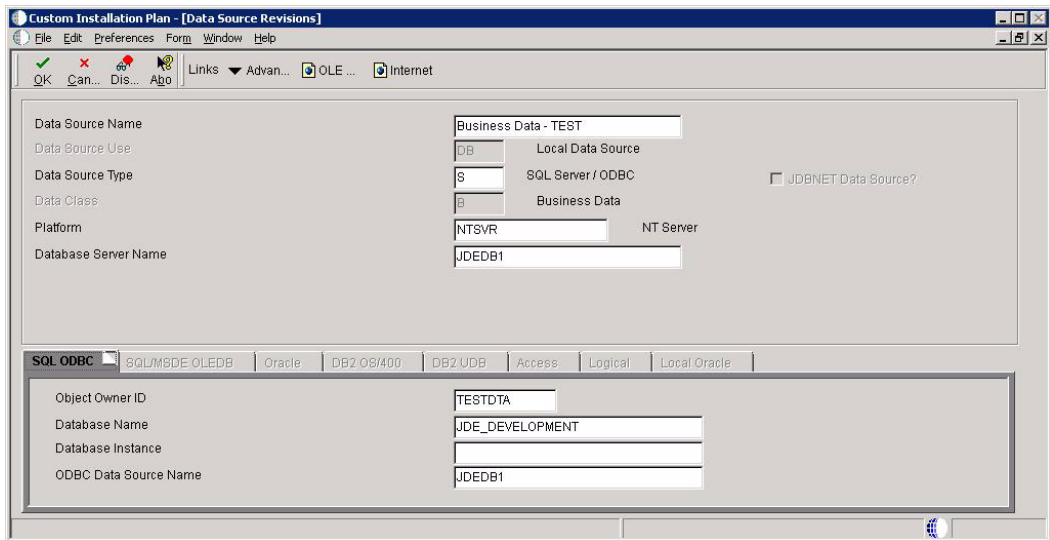 Custom Installation Plan - [Data Source Revisions]
File Edit Preferences Form Window Help
OK Can... Dis... Abo Links Advan... OLE ... Internet
Data Source Name Business Data - TEST
Data Source Use DB Local Data Source
Data Source Type S SQL Server / ODBC JDBNET Data Source?
Data Class B Business Data
Platform NTSVR NT Server
Database Server Name JDEDB1
SQL ODBC SQL/MSDE OLEDB Oracle DB2 OS/400 DB2 UDB Access Logical Local Oracle
Object Owner ID TESTDTA
Database Name JDE_DEVELOPMENT
Database Instance
ODBC Data Source Name JDEDB1